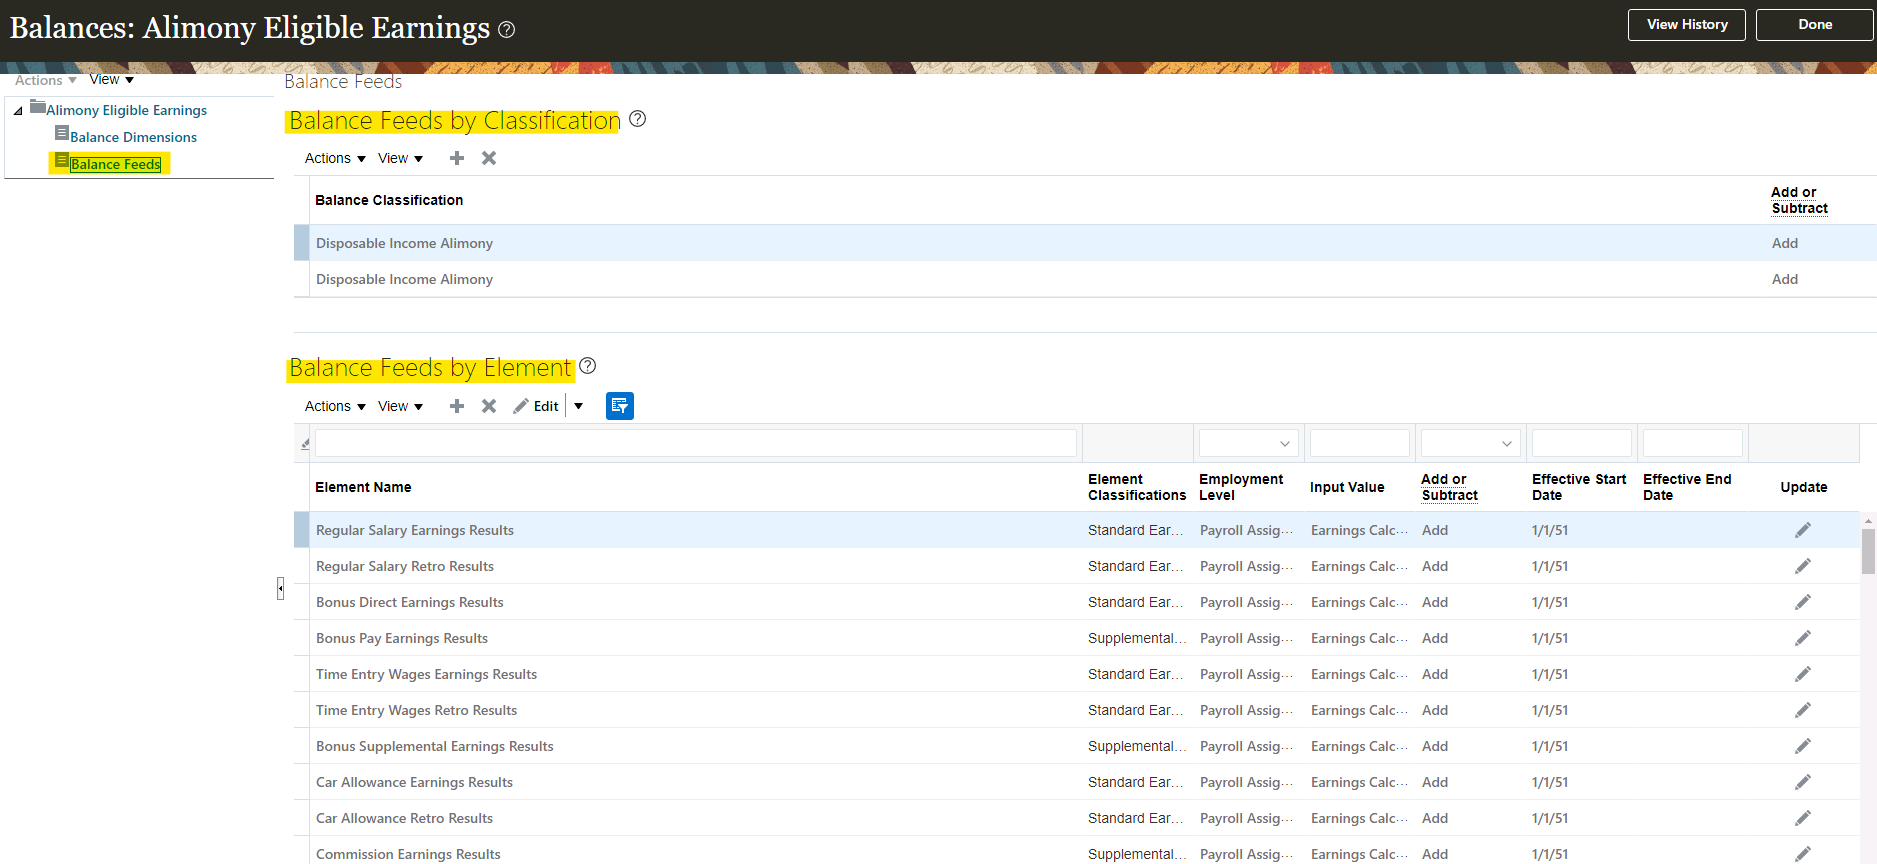 Balances: Alimony Eligible Earnings
View History
Done
Actions View
Alimony Eligible Earnings
Balance Dimensions
Balance Feeds
Balance Feeds
Balance Feeds by Classification
Actions View
Balance Classification
Add or
Subtract
Disposable Income Alimony Add
Disposable Income Alimony Add
Balance Feeds by Element
Actions View Edit
Element Name
Element
Classifications
Employment
Level
Input Value
Add or
Subtract
Effective Start
Date
Effective End
Date
Update
Regular Salary Earnings Results Standard Ear... Payroll Assig... Earnings Calc... Add 1/1/51
Regular Salary Retro Results Standard Ear... Payroll Assig... Earnings Calc... Add 1/1/51
Bonus Direct Earnings Results Standard Ear... Payroll Assig... Earnings Calc... Add 1/1/51
Bonus Pay Earnings Results Supplemental... Payroll Assig... Earnings Calc... Add 1/1/51
Time Entry Wages Earnings Results Standard Ear... Payroll Assig... Earnings Calc... Add 1/1/51
Time Entry Wages Retro Results Standard Ear... Payroll Assig... Earnings Calc... Add 1/1/51
Bonus Supplemental Earnings Results Supplemental... Payroll Assig... Earnings Calc... Add 1/1/51
Car Allowance Earnings Results Standard Ear... Payroll Assig... Earnings Calc... Add 1/1/51
Car Allowance Retro Results Standard Ear... Payroll Assig... Earnings Calc... Add 1/1/51
Commission Earnings Results Supplemental... Payroll Assig... Earnings Calc... Add 1/1/51